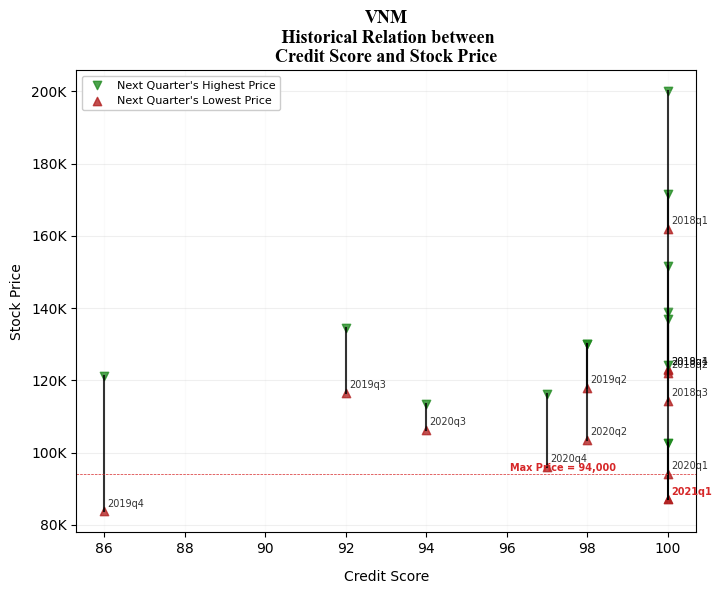 VNM
Historical Relation between
Credit Score and Stock Price
Next Quarter's Highest Price
Next Quarter's Lowest Price
Stock Price
200K
180K
160K
140K
120K
100K
80K
2018q1
2018q2
2018q3
2019q2
2019q3
2020q3
2020q2
2020q4
2020q1
Max Price = 94,000
2021q1
2019q4
86
88
90
92
94
96
98
100
Credit Score